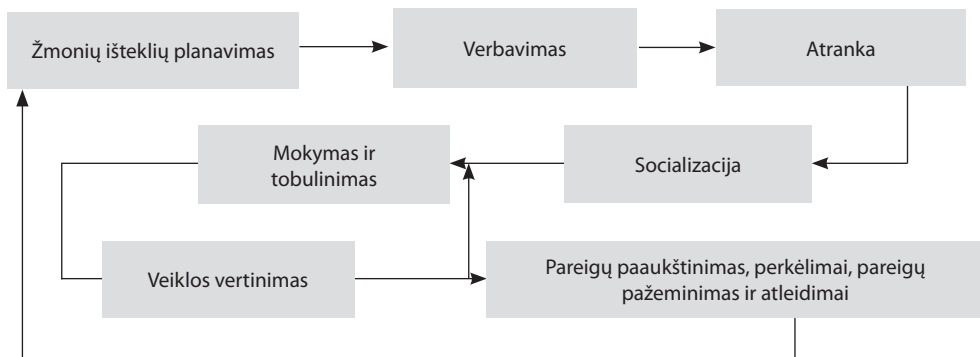 Žmonių išteklių planavimas
Verbavimas
Atranka
Mokymas ir
tobulinimas
Socializacija
Veiklos vertinimas
Pareigų paaukštinimas, perkėlimai, pareigų
pažeminimas ir atleidimai